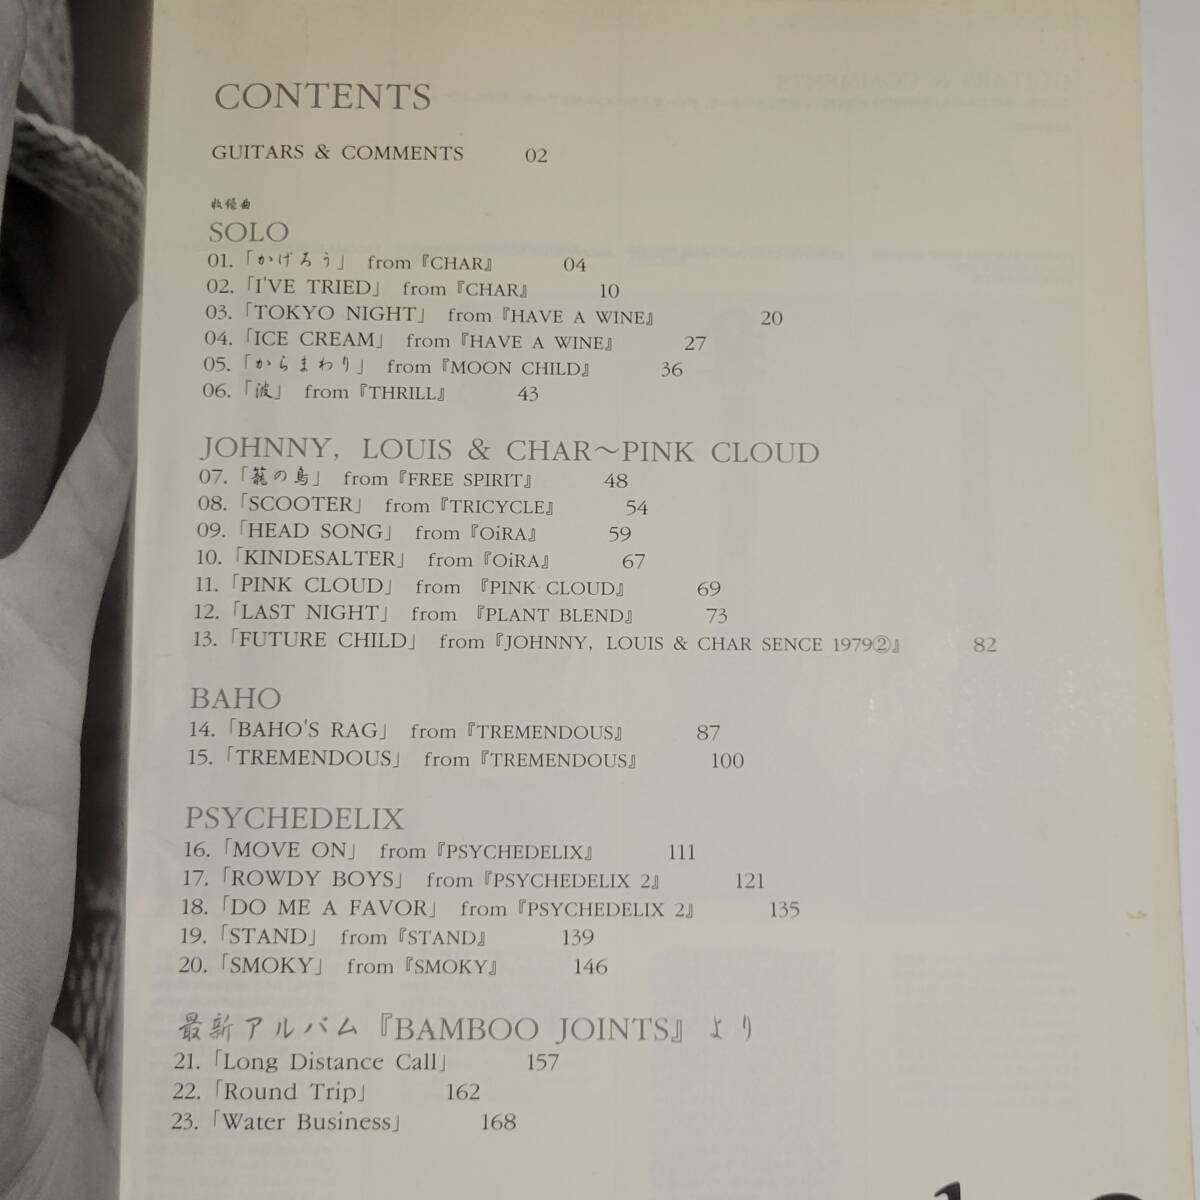 CONTENTS
GUITARS & COMMENTS 02
収録曲
SOLO
01.「かげろう」 from『CHAR』 04
02.「I'VE TRIED」 from『CHAR』 10
03.「TOKYO NIGHT」 from『HAVE A WINE』 20
04.「ICE CREAM」 from『HAVE A WINE』 27
05.「からまわり」 from『MOON CHILD』 36
06.「波」 from『THRILL』 43
JOHNNY, LOUIS & CHAR～PINK CLOUD
07.「籠の鳥」 from『FREE SPIRIT』 48
08.「SCOOTER」 from『TRICYCLE』 54
09.「HEAD SONG」 from『OiRA』 59
10.「KINDESALTER」 from『OiRA』 67
11.「PINK CLOUD」 from 『PINK CLOUD』 69
12.「LAST NIGHT」 from 『PLANT BLEND』 73
13.「FUTURE CHILD」 from『JOHNNY, LOUIS & CHAR SENCE 1979②』 82
BAHO
14.「BAHO'S RAG」 from『TREMENDOUS』 87
15.「TREMENDOUS」 from『TREMENDOUS』 100
PSYCHEDELIX
16.「MOVE ON」 from『PSYCHEDELIX』 111
17.「ROWDY BOYS」 from『PSYCHEDELIX 2』 121
18.「DO ME A FAVOR」 from『PSYCHEDELIX 2』 135
19.「STAND」 from『STAND』 139
20.「SMOKY」 from『SMOKY』 146
最新アルバム『BAMBOO JOINTS』より
21.「Long Distance Call」 157
22.「Round Trip」 162
23.「Water Business」 168